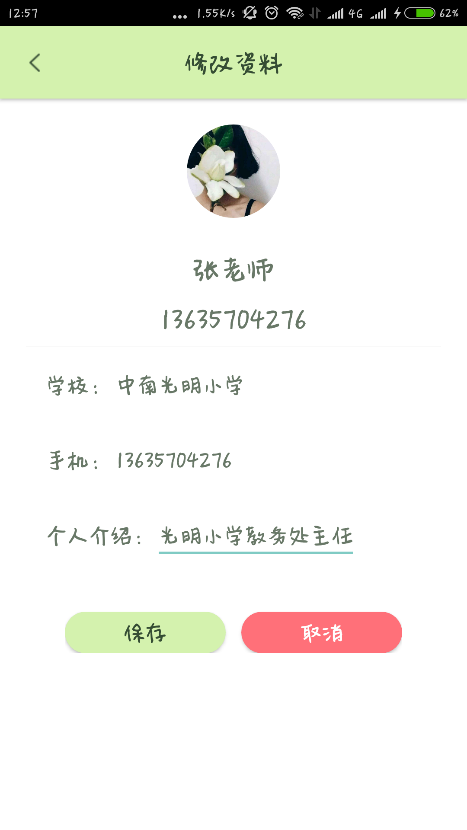 12:57
... 1.55K/s 4G 62%
修改资料
张老师
13635704276
学校：中南光明小学
手机：13635704276
个人介绍：光明小学教务处主任
保存 取消